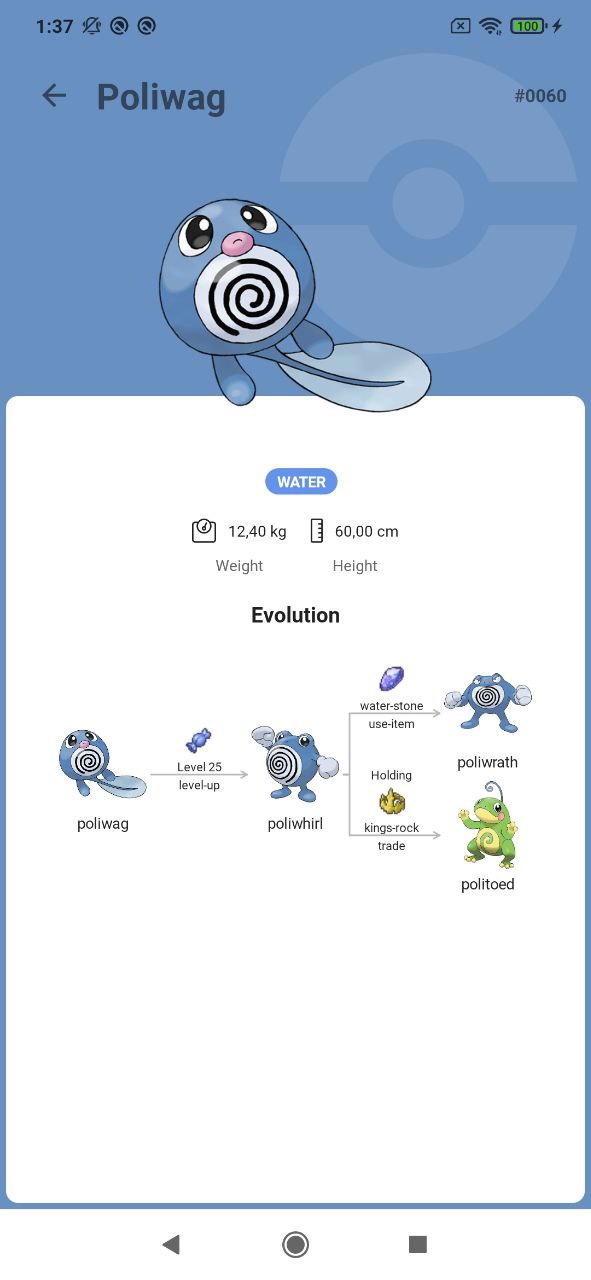 1:37
100
Poliwag
#0060
WATER
12,40 kg
60,00 cm
Weight
Height
Evolution
water-stone
use-item
poliwrath
Level 25
level-up
Holding
kings-rock
trade
poliwag
poliwhirl
politoed